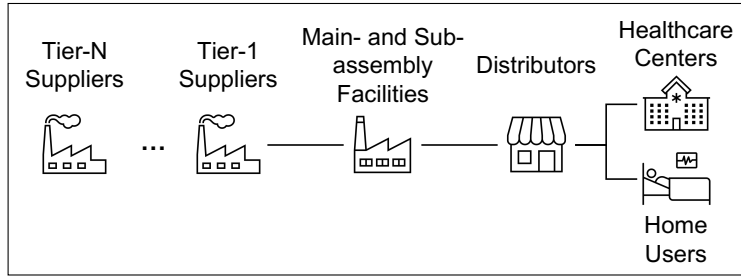 Tier-N
Suppliers
...
Tier-1
Suppliers
Main- and Sub-
assembly
Facilities
Distributors
Healthcare
Centers
Home
Users